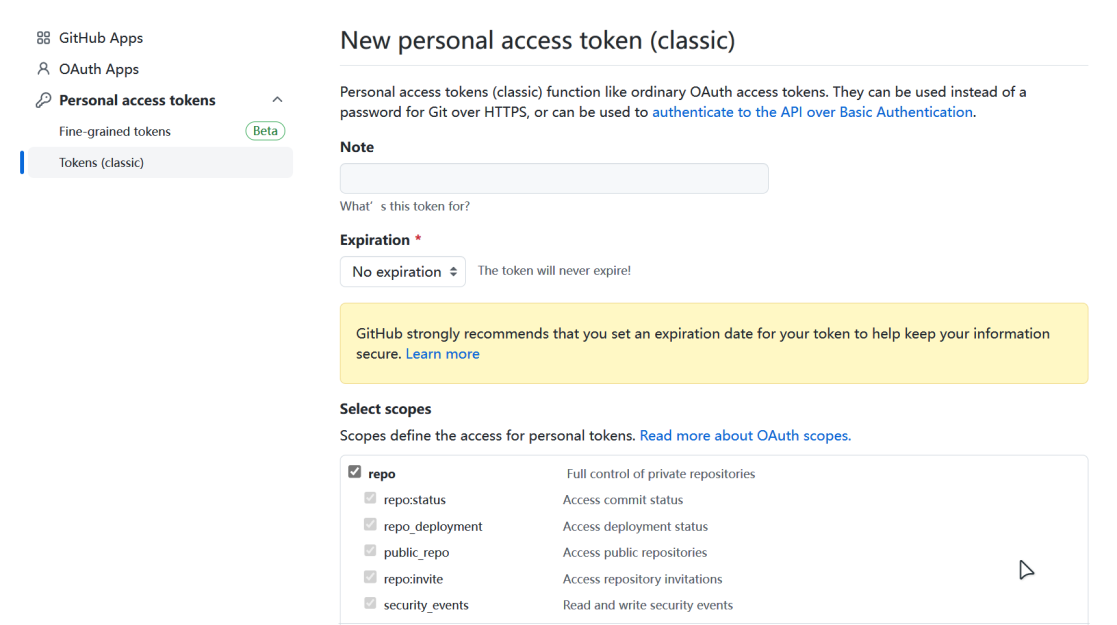 GitHub Apps
OAuth Apps
Personal access tokens
Fine-grained tokens Beta
Tokens (classic)
New personal access token (classic)
Personal access tokens (classic) function like ordinary OAuth access tokens. They can be used instead of a
password for Git over HTTPS, or can be used to authenticate to the API over Basic Authentication.
Note
What’s this token for?
Expiration *
No expiration The token will never expire!
GitHub strongly recommends that you set an expiration date for your token to help keep your information
secure. Learn more
Select scopes
Scopes define the access for personal tokens. Read more about OAuth scopes.
repo Full control of private repositories
repo:status Access commit status
repo_deployment Access deployment status
public_repo Access public repositories
repo:invite Access repository invitations
security_events Read and write security events